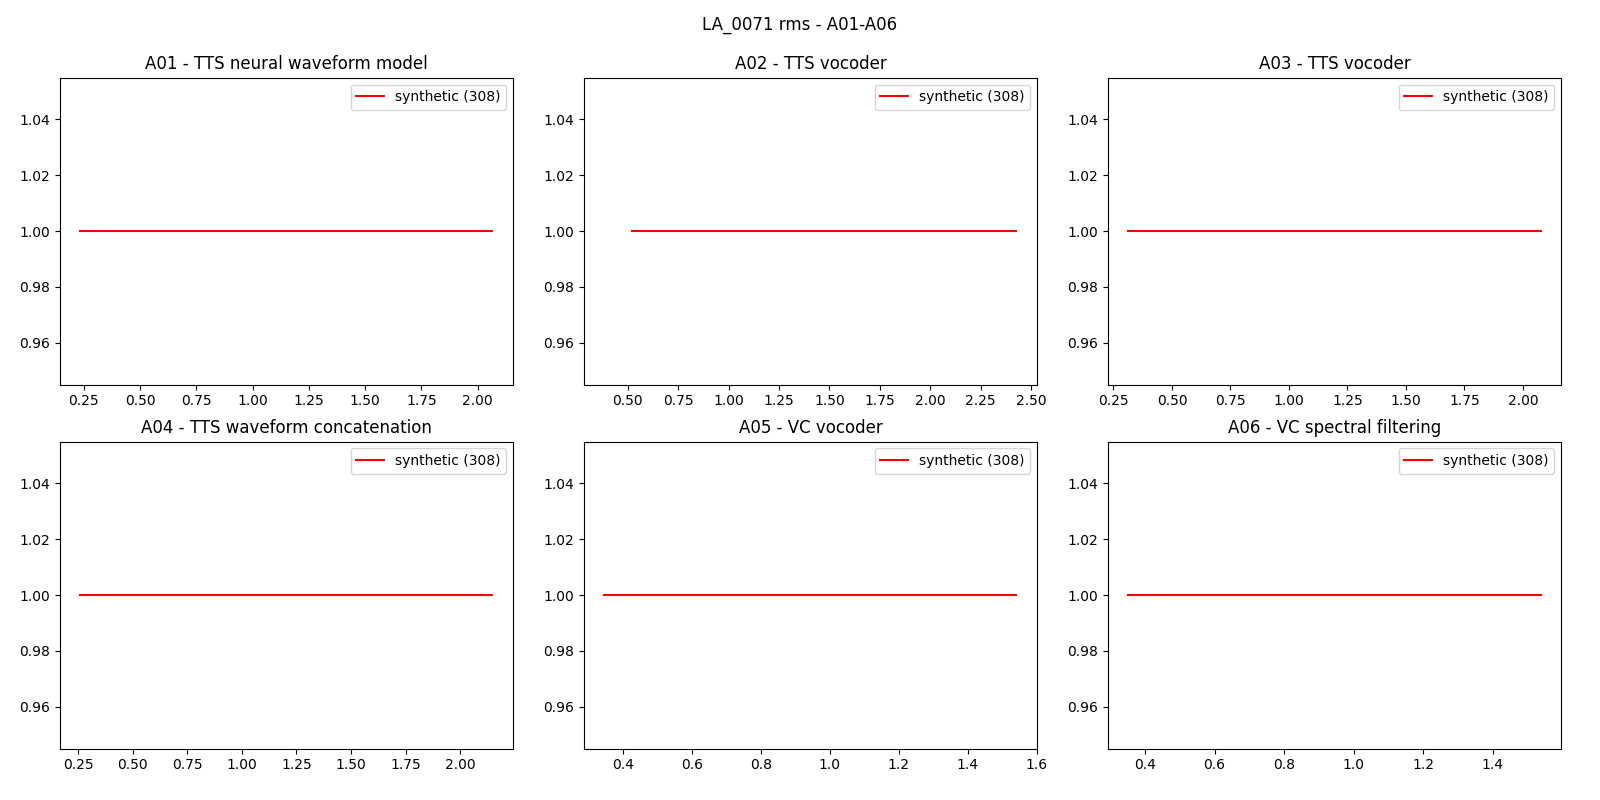 LA_0071 rms - A01-A06
A01 - TTS neural waveform model
synthetic (308)
1.04
1.02
1.00
0.98
0.96
0.25 0.50 0.75 1.00 1.25 1.50 1.75 2.00
A02 - TTS vocoder
synthetic (308)
1.04
1.02
1.00
0.98
0.96
0.50 0.75 1.00 1.25 1.50 1.75 2.00 2.25 2.50
A03 - TTS vocoder
synthetic (308)
1.04
1.02
1.00
0.98
0.96
0.25 0.50 0.75 1.00 1.25 1.50 1.75 2.00
A04 - TTS waveform concatenation
synthetic (308)
1.04
1.02
1.00
0.98
0.96
0.25 0.50 0.75 1.00 1.25 1.50 1.75 2.00
A05 - VC vocoder
synthetic (308)
1.04
1.02
1.00
0.98
0.96
0.4 0.6 0.8 1.0 1.2 1.4 1.6
A06 - VC spectral filtering
synthetic (308)
1.04
1.02
1.00
0.98
0.96
0.4 0.6 0.8 1.0 1.2 1.4